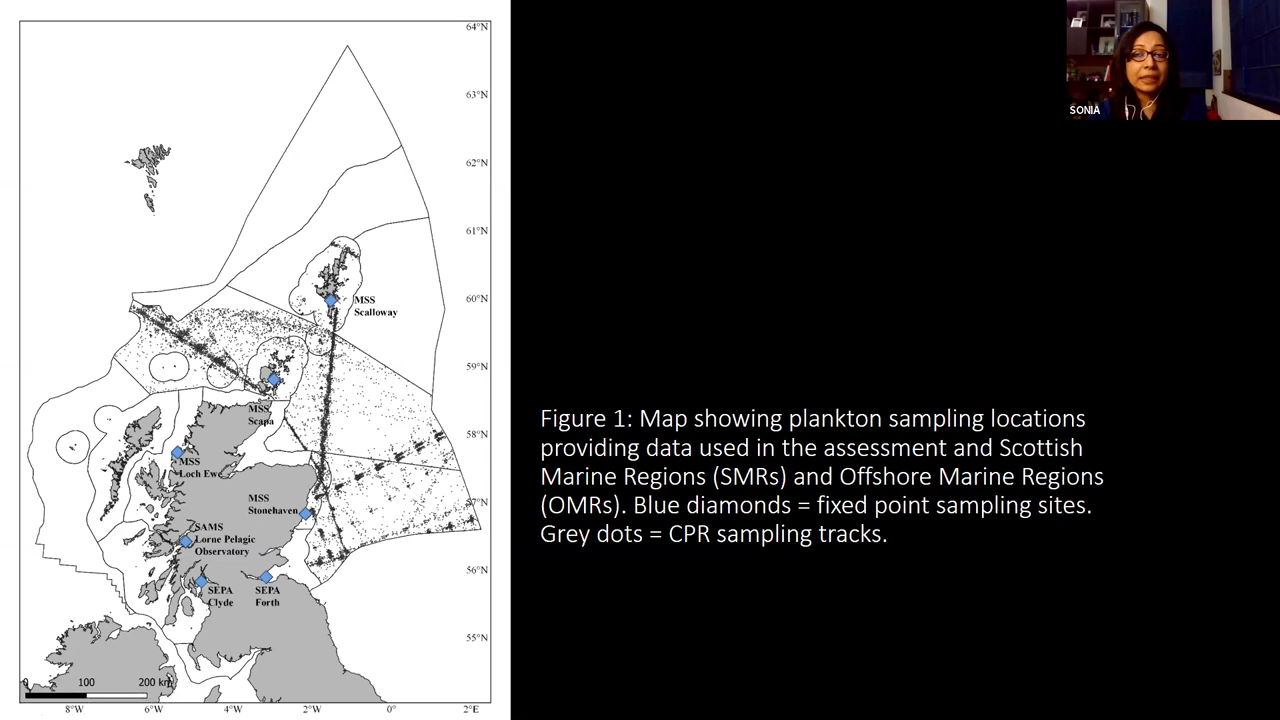 64°N
63°N
62°N
61°N
60°N
59°N
58°N
57°N
56°N
55°N
MSS
Scalloway
MSS
Scapa
MSS
Loch Ewe
MSS
Stonehaven
SAMS
Lorne Pelagic
Observatory
SEPA
Clyde
SEPA
Forth
0 100 200 km
8°W 6°W 4°W 2°W 0° 2°E
SONIA
Figure 1: Map showing plankton sampling locations
providing data used in the assessment and Scottish
Marine Regions (SMRs) and Offshore Marine Regions
(OMRs). Blue diamonds = fixed point sampling sites.
Grey dots = CPR sampling tracks.